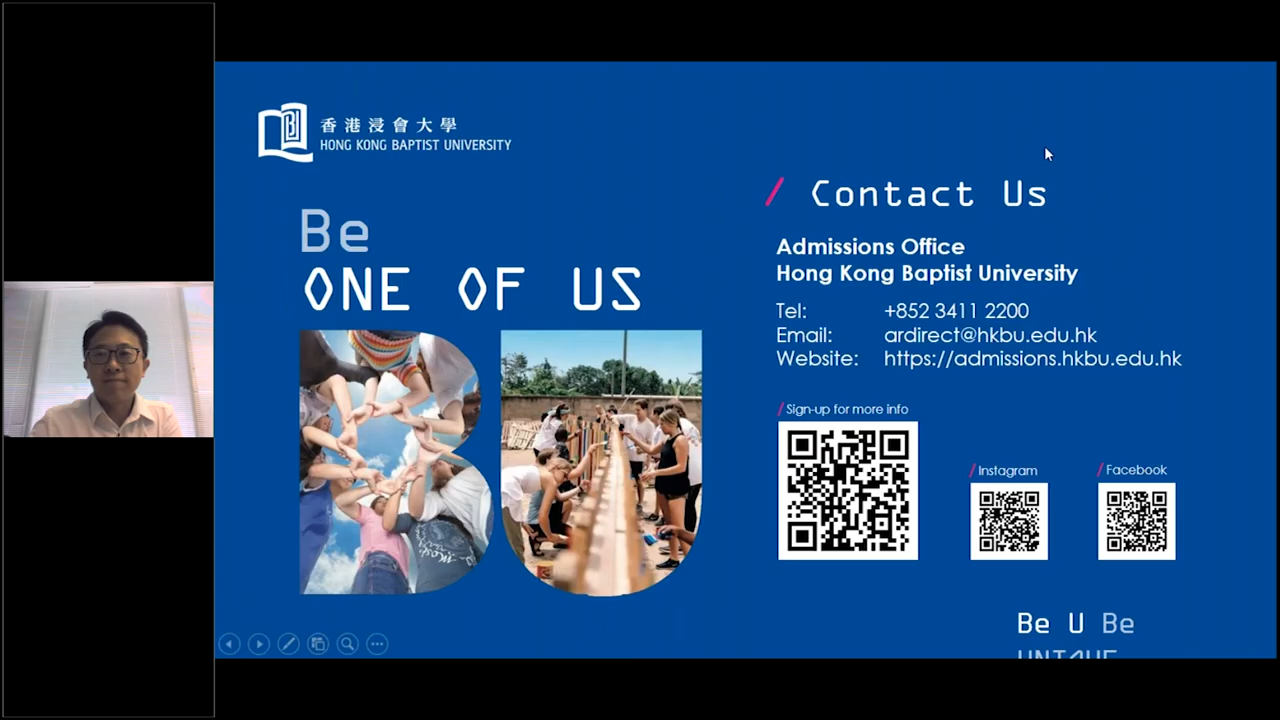 香港浸會大學
HONG KONG BAPTIST UNIVERSITY
Be
ONE OF US
/ Contact Us
Admissions Office
Hong Kong Baptist University
Tel: +852 3411 2200
Email: ardirect@hkbu.edu.hk
Website: https://admissions.hkbu.edu.hk
/ Sign-up for more info
/ Instagram
/ Facebook
Be U Be